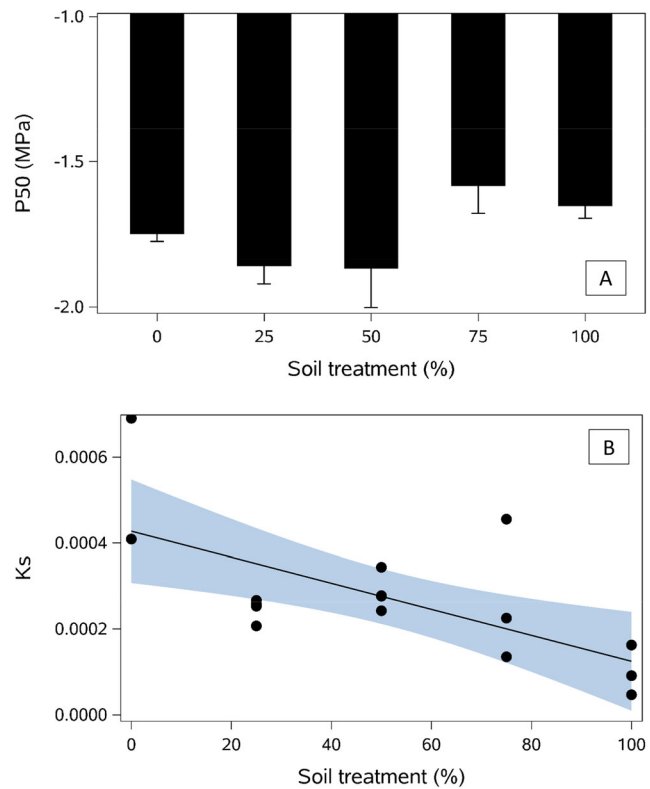 -1.0
-1.5
-2.0
P50 (MPa)
A
0 25 50 75 100
Soil treatment (%)
B
0.0006
0.0004
0.0002
0.0000
Ks
0 20 40 60 80 100
Soil treatment (%)